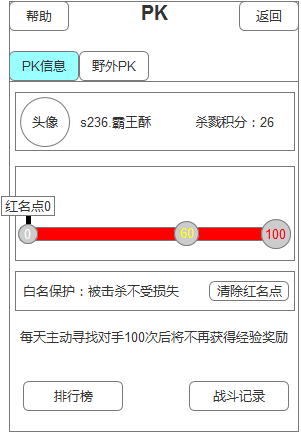 帮助
PK
返回
PK信息
野外PK
头像
s236.霸王酥
杀戮积分：26
红名点0
0
60
100
白名保护：被击杀不受损失
清除红名点
每天主动寻找对手100次后将不再获得经验奖励
排行榜
战斗记录